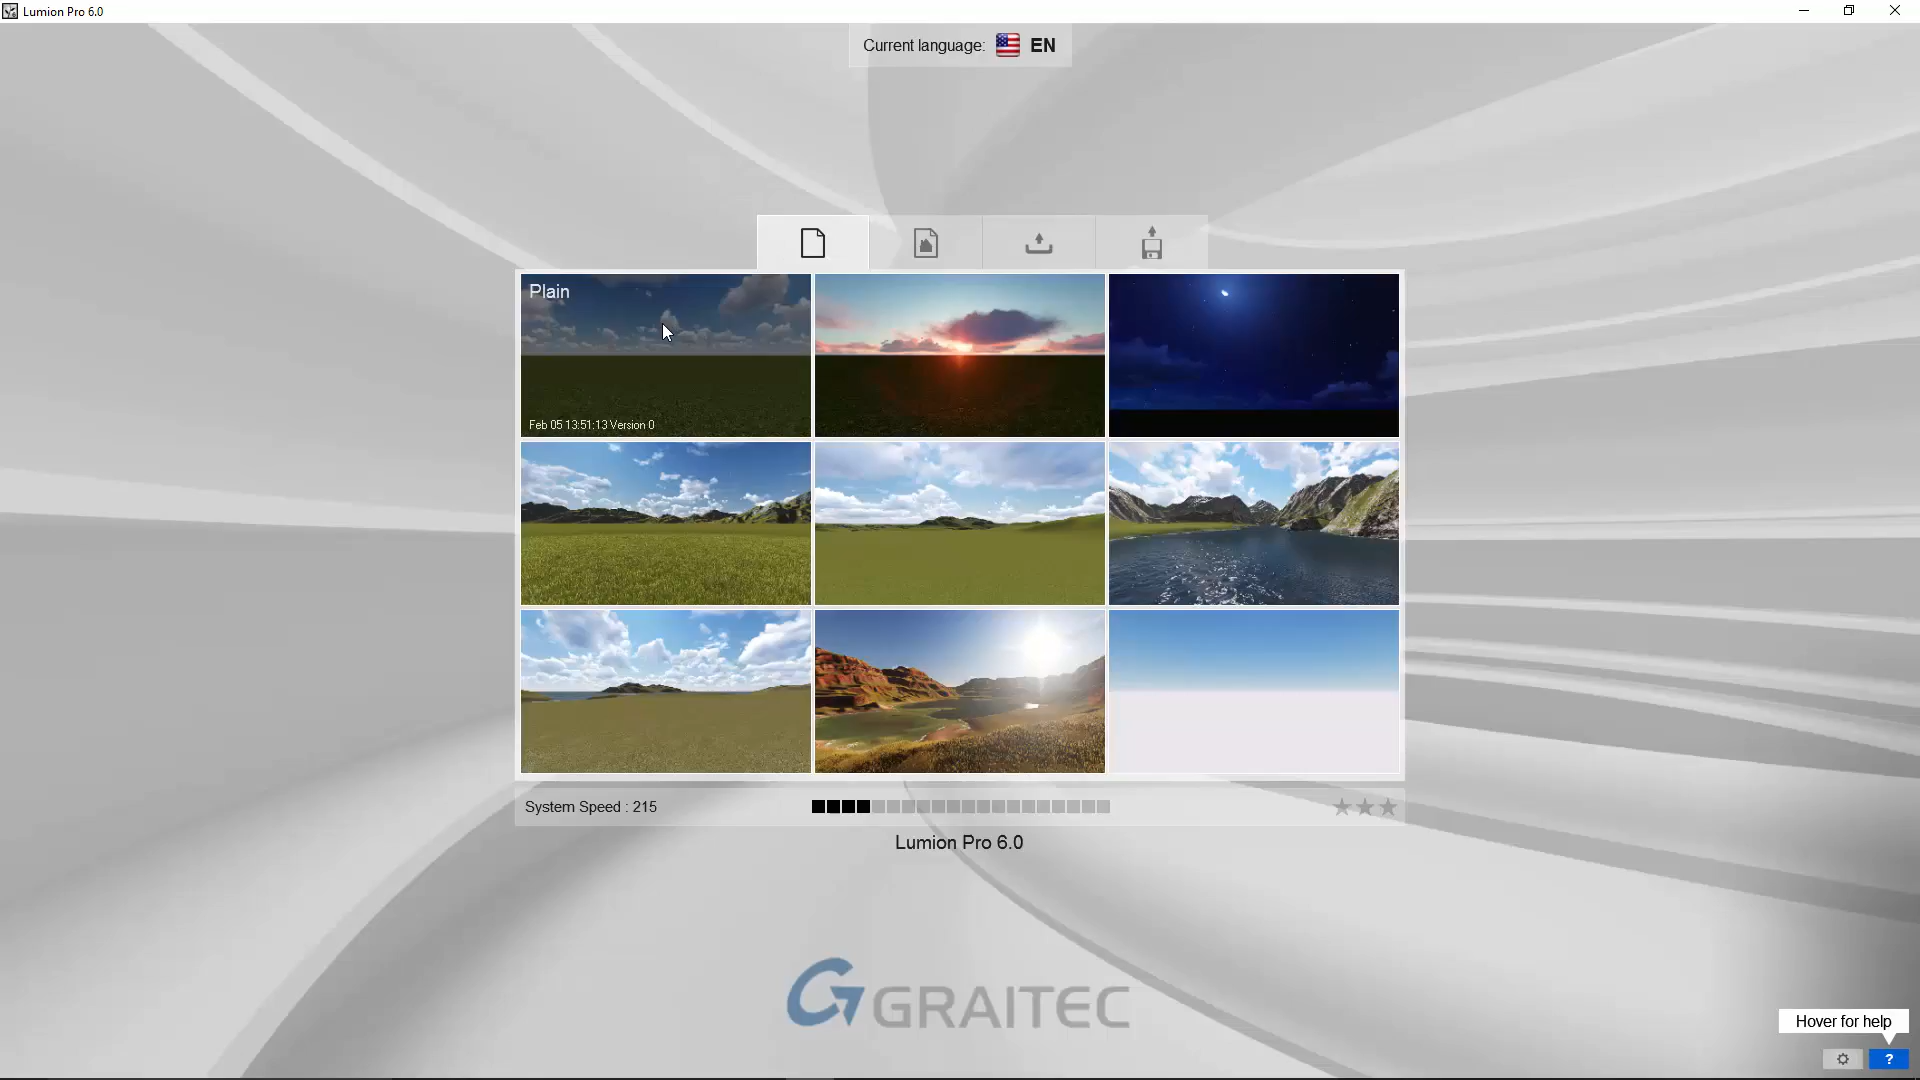 Lumion Pro 6.0
Current language: EN
Plain
Feb 05 13:51:13 Version 0
System Speed : 215
Lumion Pro 6.0
GRAITEC
Hover for help
?